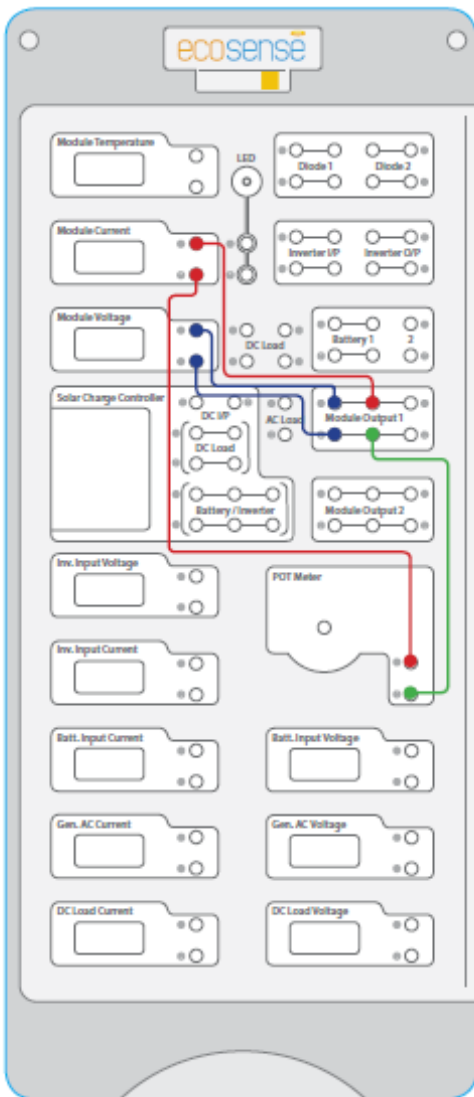 ecosense
Module Temperature
LED
Diode 1 Diode 2
Module Current
Inverter I/P Inverter O/P
Module Voltage
DC Load
Battery 1 2
Solar Charge Controller
DC I/P
AC Load
Module Output 1
DC Load
Battery / Inverter
Module Output 2
Inv. Input Voltage
POT Meter
Inv. Input Current
Batt. Input Current
Batt. Input Voltage
Gen. AC Current
Gen. AC Voltage
DC Load Current
DC Load Voltage